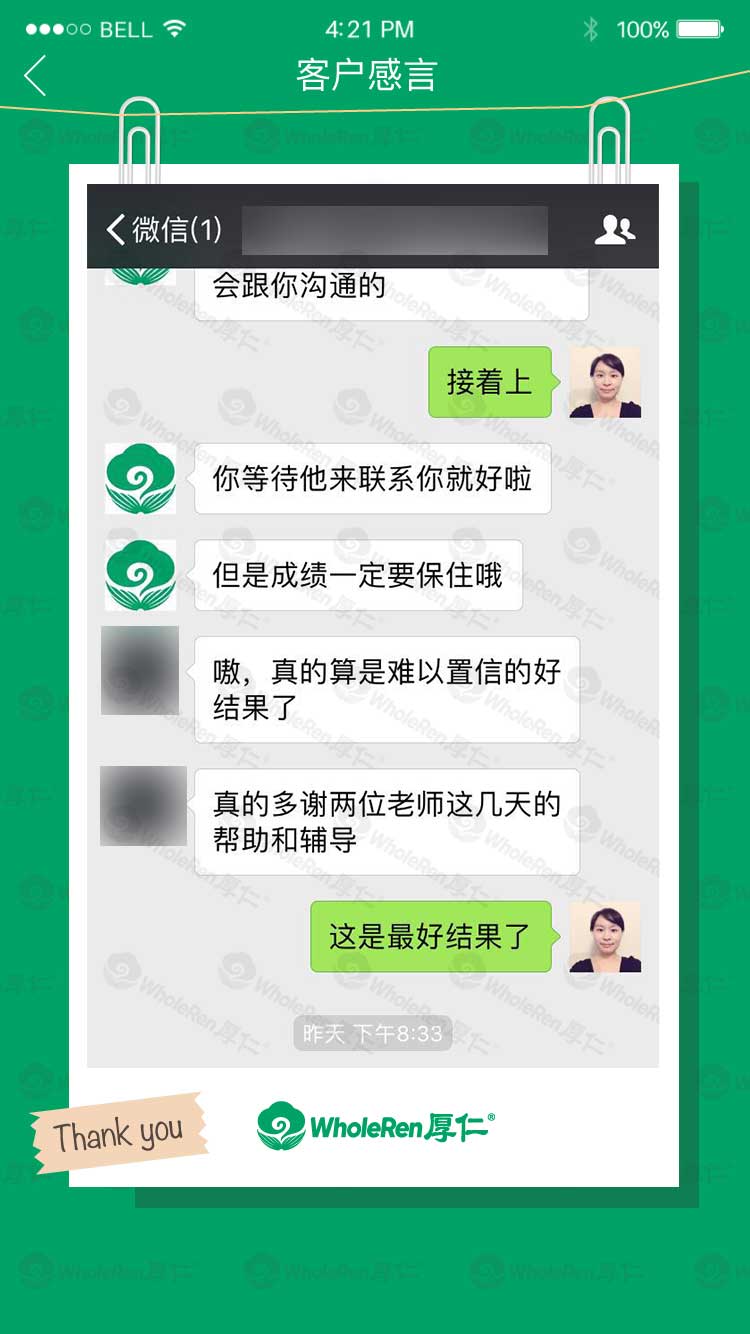 BELL 4:21 PM 100%
客户感言
微信(1)
会跟你沟通的
接着上
你等待他来联系你就好啦
但是成绩一定要保住哦
嗷，真的算是难以置信的好
结果了
真的多谢两位老师这几天的
帮助和辅导
这是最好结果了
昨天 下午8:33
Thank you
WholeRen厚仁®